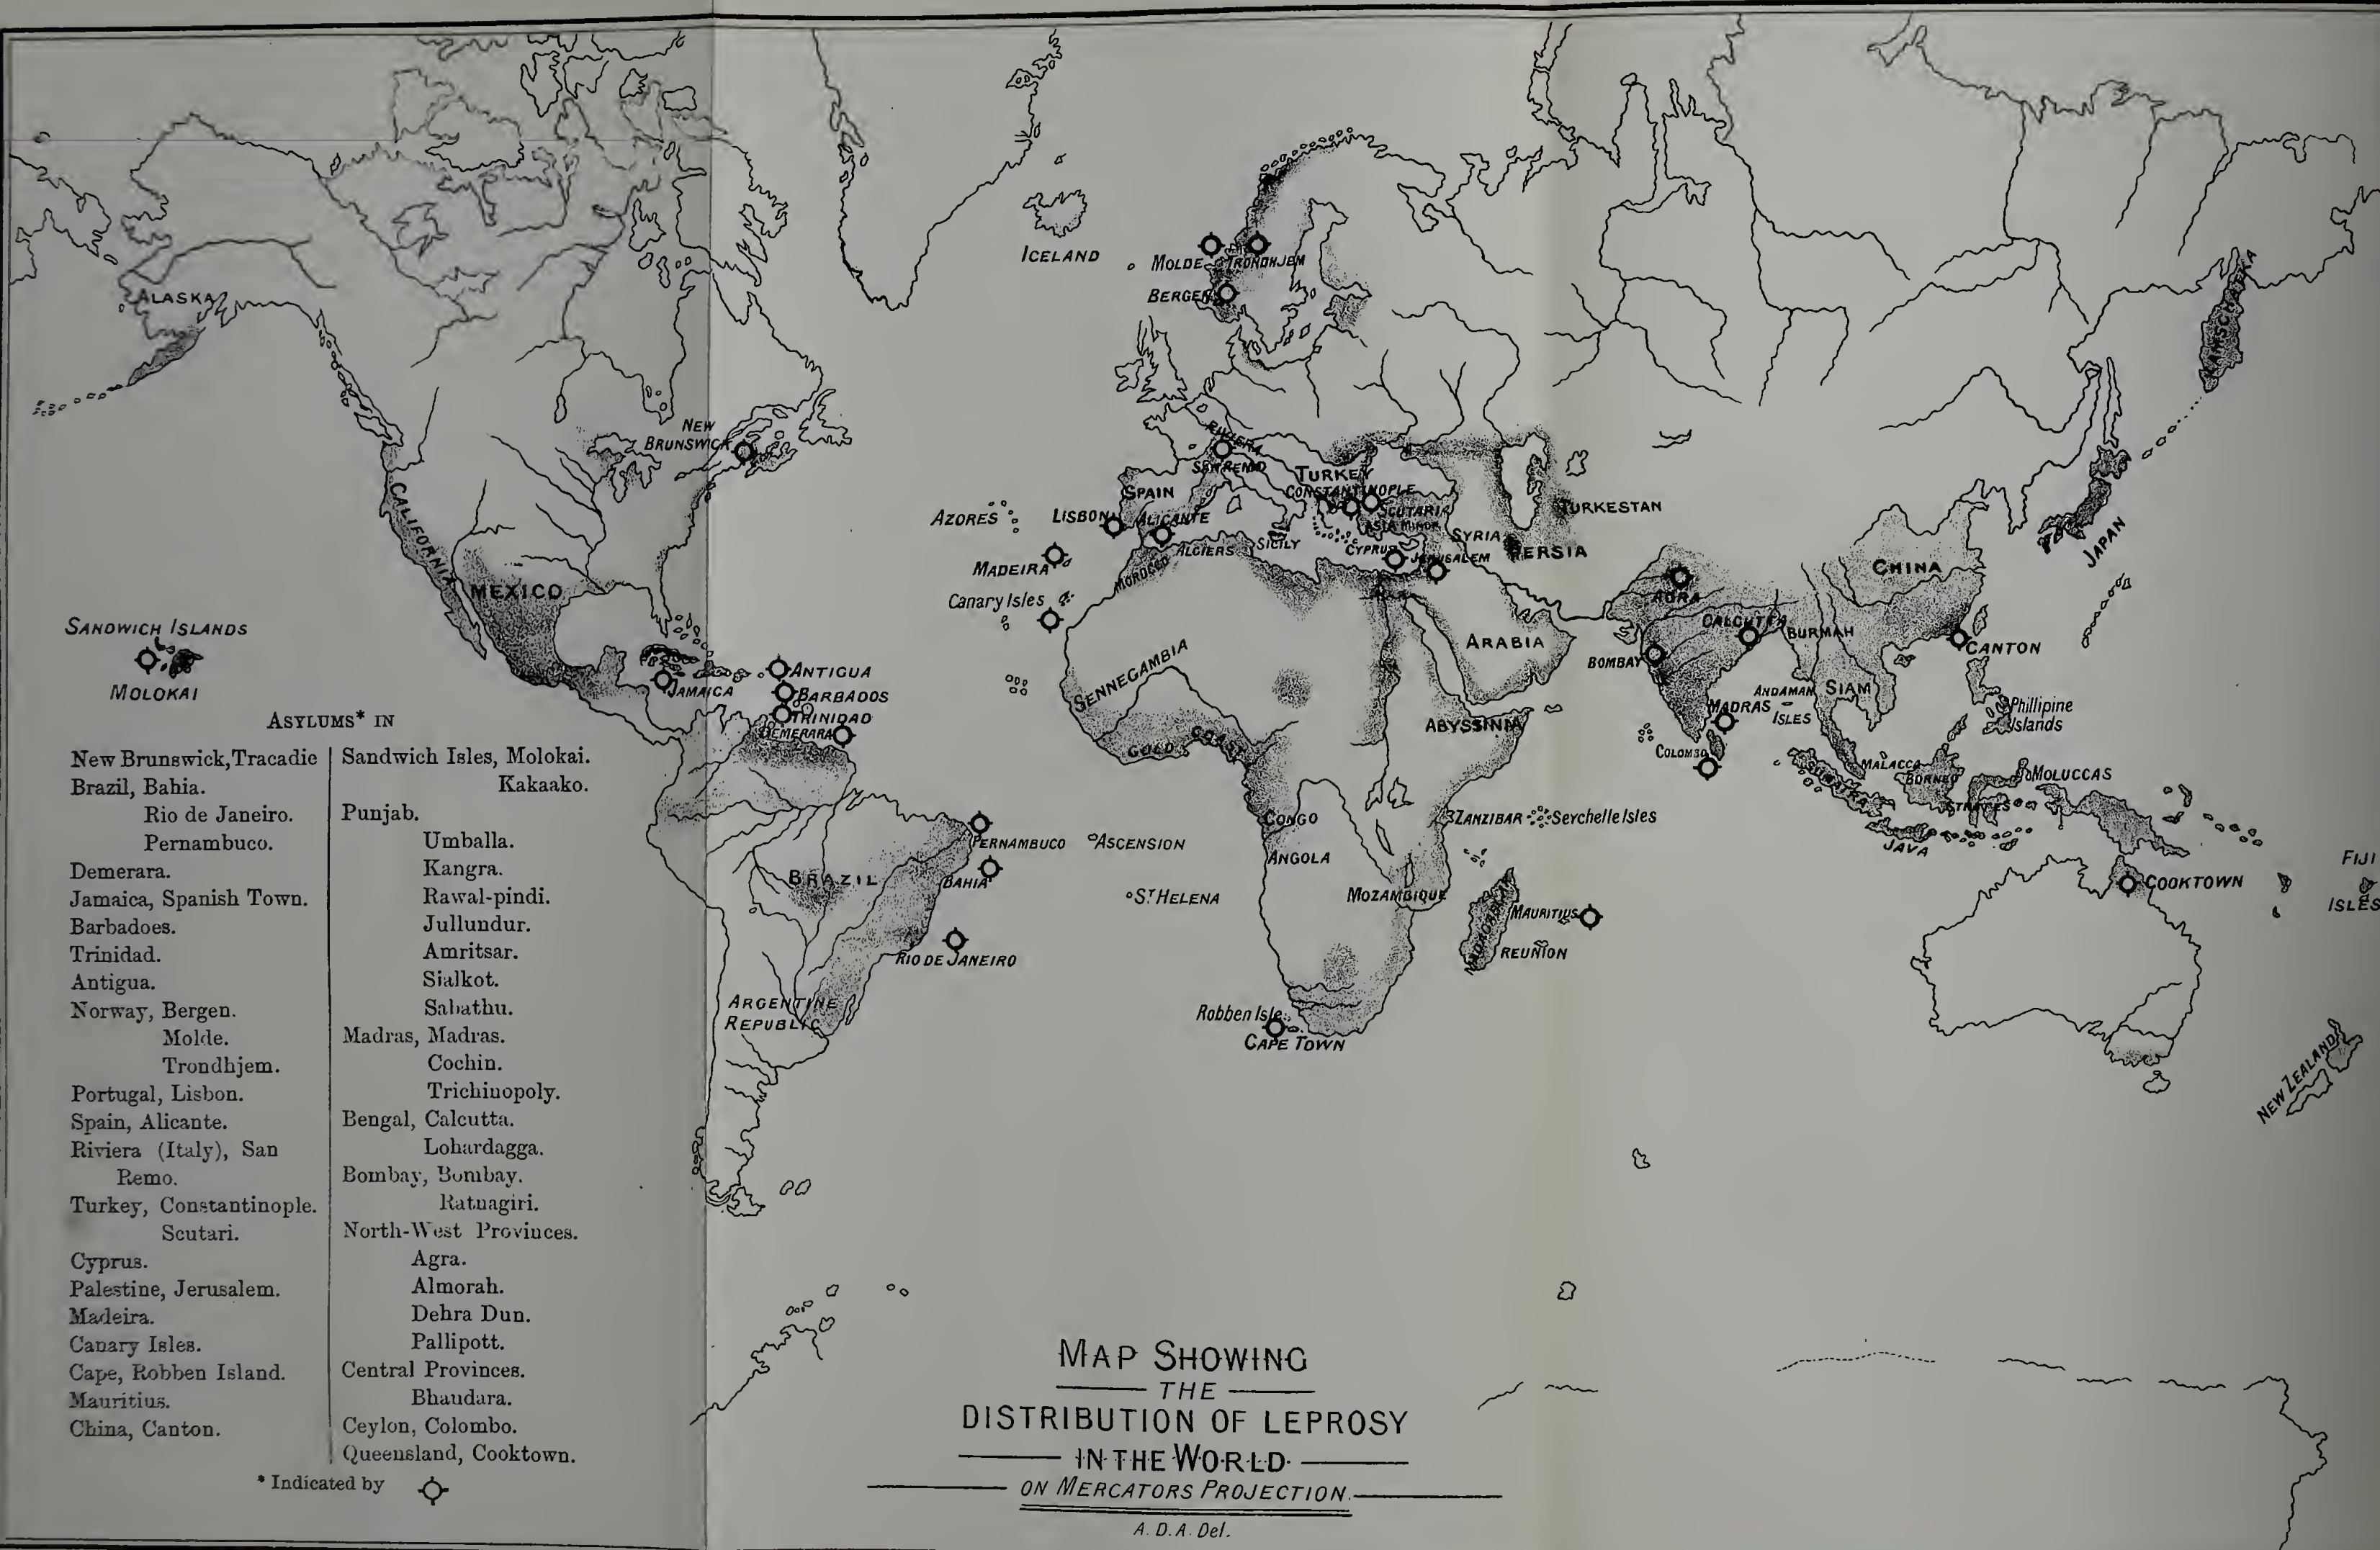 ICELAND
MOLDE
TRONDHJEM
BERGEN
ALASKA
KAMSCHATKA
NEW
BRUNSWICK
RIVIERA
SAN REMO
TURKEY
CONSTANTINOPLE
SCUTARI
ASIA MINOR
SPAIN
LISBON
ALICANTE
AZORES
ALGIERS
SICILY
CYPRUS
SYRIA
JERUSALEM
PERSIA
TURKESTAN
CALIFORNIA
MEXICO
MADEIRA
MOROCCO
Canary Isles
CHINA
JAPAN
AGRA
CALCUTTA
BURMAH
BOMBAY
CANTON
ARABIA
SENNEGAMBIA
SANDWICH ISLANDS
MOLOKAI
ANTIGUA
JAMAICA
BARBADOS
TRINIDAD
DEMERARA
ABYSSINIA
GOLD COAST
ANDAMAN
ISLES
SIAM
MADRAS
COLOMBO
Phillipine
Islands
MALACCA
SUMATRA
BORNEO
MOLUCCAS
STRAITS
JAVA
CONGO
ANGOLA
ZANZIBAR
Seychelle Isles
MOZAMBIQUE
MADAGASCAR
MAURITIUS
REUNION
PERNAMBUCO
ASCENSION
BRAZIL
BAHIA
ST HELENA
RIO DE JANEIRO
ARGENTINE
REPUBLIC
Robben Isle
CAPE TOWN
COOKTOWN
FIJI
ISLES
NEW ZEALAND
ASYLUMS* IN
New Brunswick, Tracadie
Brazil, Bahia.
Rio de Janeiro.
Pernambuco.
Demerara.
Jamaica, Spanish Town.
Barbadoes.
Trinidad.
Antigua.
Norway, Bergen.
Molde.
Trondhjem.
Portugal, Lisbon.
Spain, Alicante.
Riviera (Italy), San
Remo.
Turkey, Constantinople.
Scutari.
Cyprus.
Palestine, Jerusalem.
Madeira.
Canary Isles.
Cape, Robben Island.
Mauritius.
China, Canton.
Sandwich Isles, Molokai.
Kakaako.
Punjab.
Umballa.
Kangra.
Rawal-pindi.
Jullundur.
Amritsar.
Sialkot.
Sabathu.
Madras, Madras.
Cochin.
Trichinopoly.
Bengal, Calcutta.
Lohardagga.
Bombay, Bombay.
Ratnagiri.
North-West Provinces.
Agra.
Almorah.
Dehra Dun.
Pallipott.
Central Provinces.
Bhandara.
Ceylon, Colombo.
Queensland, Cooktown.
* Indicated by
MAP SHOWING
THE
DISTRIBUTION OF LEPROSY
IN THE WORLD
ON MERCATORS PROJECTION.
A. D. A. Del.